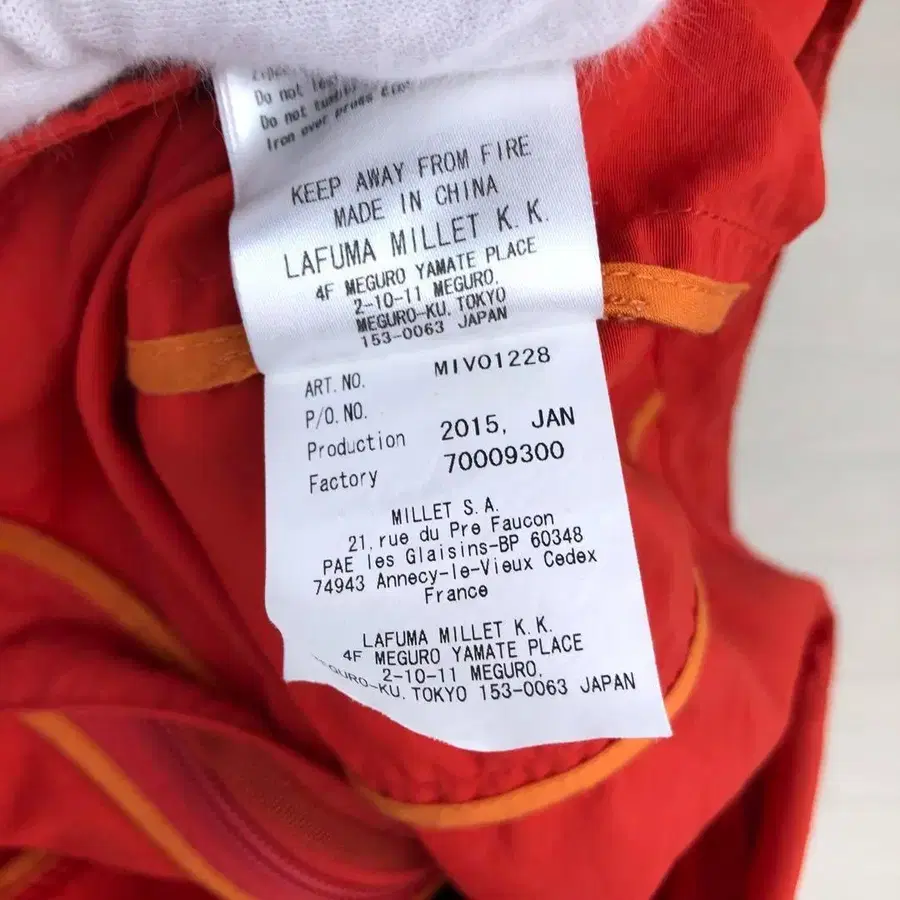 Do not
Do not tumble
Iron over press
KEEP AWAY FROM FIRE
MADE IN CHINA
LAFUMA MILLET K.K.
4F MEGURO YAMATE PLACE
2-10-11 MEGURO.
MEGURO-KU. TOKYO
153-0063 JAPAN
ART. NO. MIV01228
P/O. NO.
Production 2015, JAN
Factory 70009300
MILLET S.A.
21, rue du Pre Faucon
PAE les Glaisins-BP 60348
74943 Annecy-le-Vieux Cedex
France
LAFUMA MILLET K.K.
4F MEGURO YAMATE PLACE
2-10-11 MEGURO.
GURO-KU. TOKYO 153-0063 JAPAN